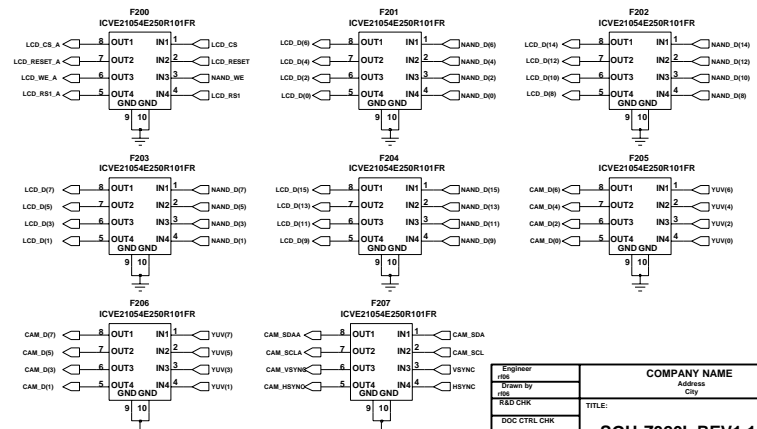 F200
ICVE21054E250R101FR
LCD_CS_A 8 OUT1 IN1 1 LCD_CS
LCD_RESET_A 7 OUT2 IN2 2 LCD_RESET
LCD_WE_A 6 OUT3 IN3 3 NAND_WE
LCD_RS1_A 5 OUT4 IN4 4 LCD_RS1
GND GND
9 10
F201
ICVE21054E250R101FR
LCD_D(6) 8 OUT1 IN1 1 NAND_D(6)
LCD_D(4) 7 OUT2 IN2 2 NAND_D(4)
LCD_D(2) 6 OUT3 IN3 3 NAND_D(2)
LCD_D(0) 5 OUT4 IN4 4 NAND_D(0)
GND GND
9 10
F202
ICVE21054E250R101FR
LCD_D(14) 8 OUT1 IN1 1 NAND_D(14)
LCD_D(12) 7 OUT2 IN2 2 NAND_D(12)
LCD_D(10) 6 OUT3 IN3 3 NAND_D(10)
LCD_D(8) 5 OUT4 IN4 4 NAND_D(8)
GND GND
9 10
F203
ICVE21054E250R101FR
LCD_D(7) 8 OUT1 IN1 1 NAND_D(7)
LCD_D(5) 7 OUT2 IN2 2 NAND_D(5)
LCD_D(3) 6 OUT3 IN3 3 NAND_D(3)
LCD_D(1) 5 OUT4 IN4 4 NAND_D(1)
GND GND
9 10
F204
ICVE21054E250R101FR
LCD_D(15) 8 OUT1 IN1 1 NAND_D(15)
LCD_D(13) 7 OUT2 IN2 2 NAND_D(13)
LCD_D(11) 6 OUT3 IN3 3 NAND_D(11)
LCD_D(9) 5 OUT4 IN4 4 NAND_D(9)
GND GND
9 10
F205
ICVE21054E250R101FR
CAM_D(6) 8 OUT1 IN1 1 YUV(6)
CAM_D(4) 7 OUT2 IN2 2 YUV(4)
CAM_D(2) 6 OUT3 IN3 3 YUV(2)
CAM_D(0) 5 OUT4 IN4 4 YUV(0)
GND GND
9 10
F206
ICVE21054E250R101FR
CAM_D(7) 8 OUT1 IN1 1 YUV(7)
CAM_D(5) 7 OUT2 IN2 2 YUV(5)
CAM_D(3) 6 OUT3 IN3 3 YUV(3)
CAM_D(1) 5 OUT4 IN4 4 YUV(1)
GND GND
9 10
F207
ICVE21054E250R101FR
CAM_SDAA 8 OUT1 IN1 1 CAM_SDA
CAM_SCLA 7 OUT2 IN2 2 CAM_SCL
CAM_VSYNC 6 OUT3 IN3 3 VSYNC
CAM_HSYNC 5 OUT4 IN4 4 HSYNC
GND GND
9 10
Engineer
rf06
Drawn by
rf06
R&D CHK
DOC CTRL CHK
COMPANY NAME
Address
City
TITLE: